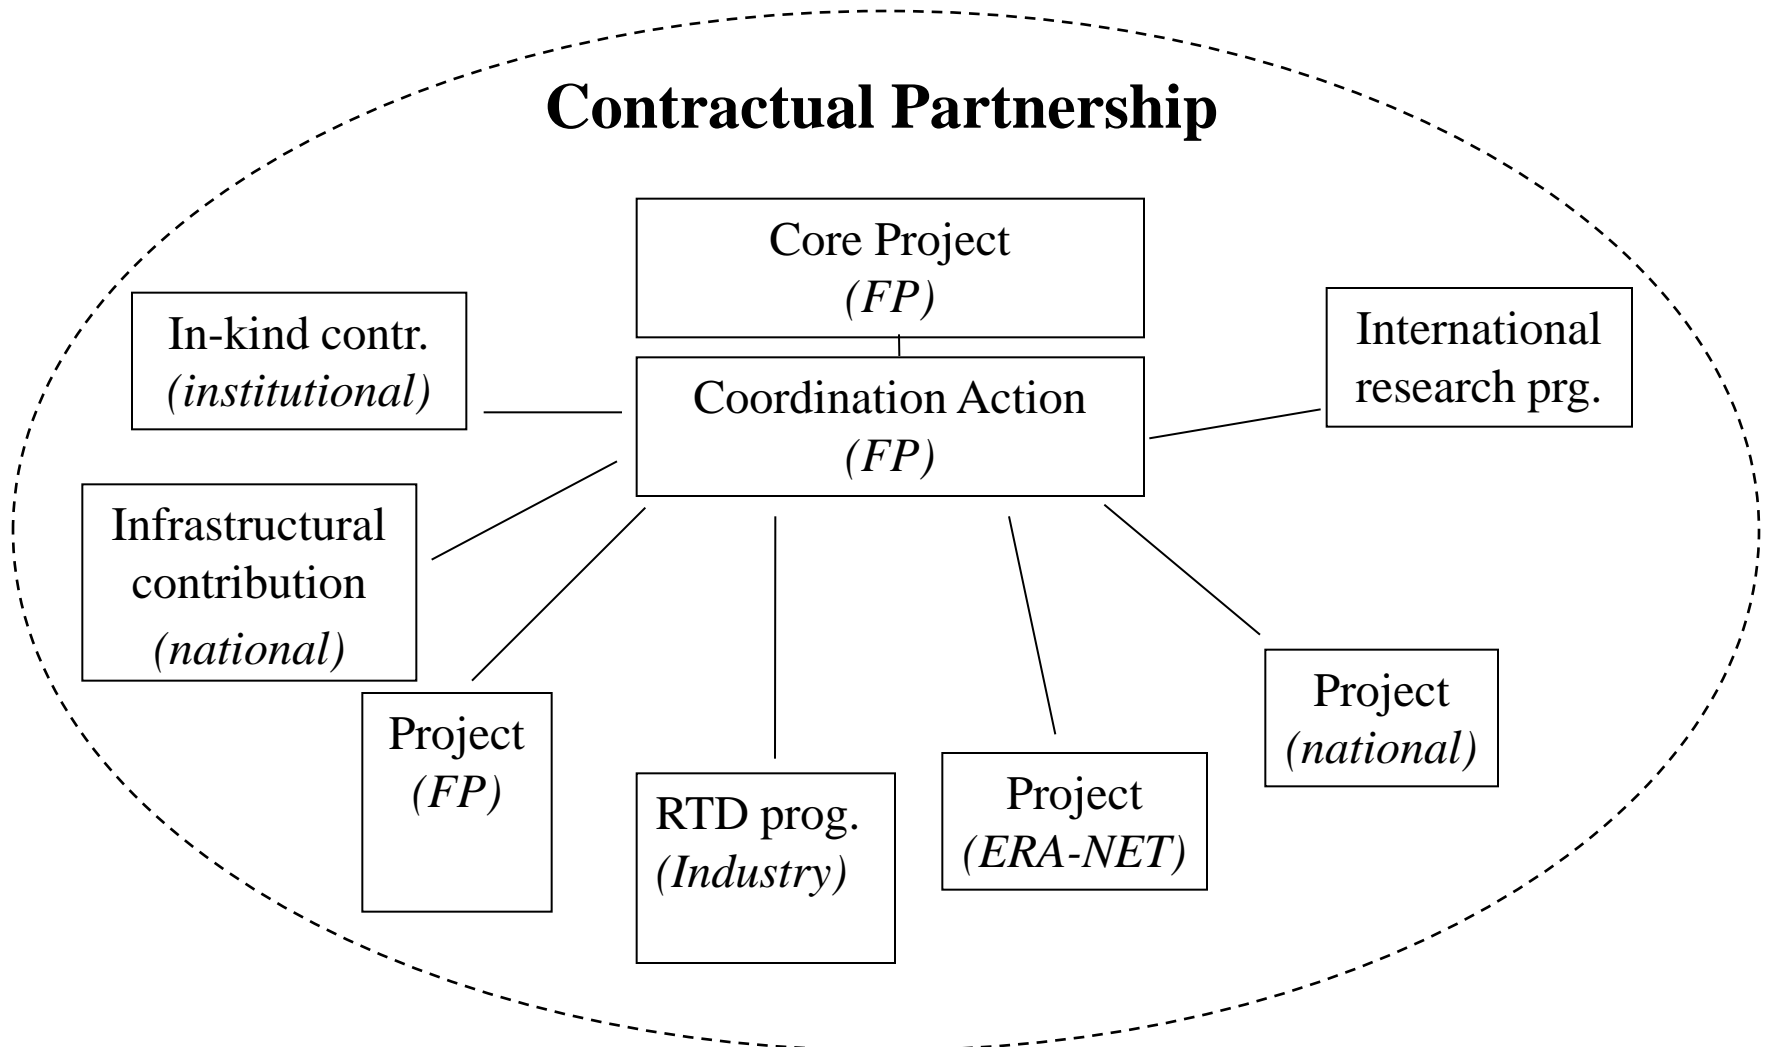 Contractual Partnership
Core Project
(FP)
In-kind contr.
(institutional)
International
research prg.
Coordination Action
(FP)
Infrastructural
contribution
(national)
Project
(FP)
RTD prog.
(Industry)
Project
(ERA-NET)
Project
(national)